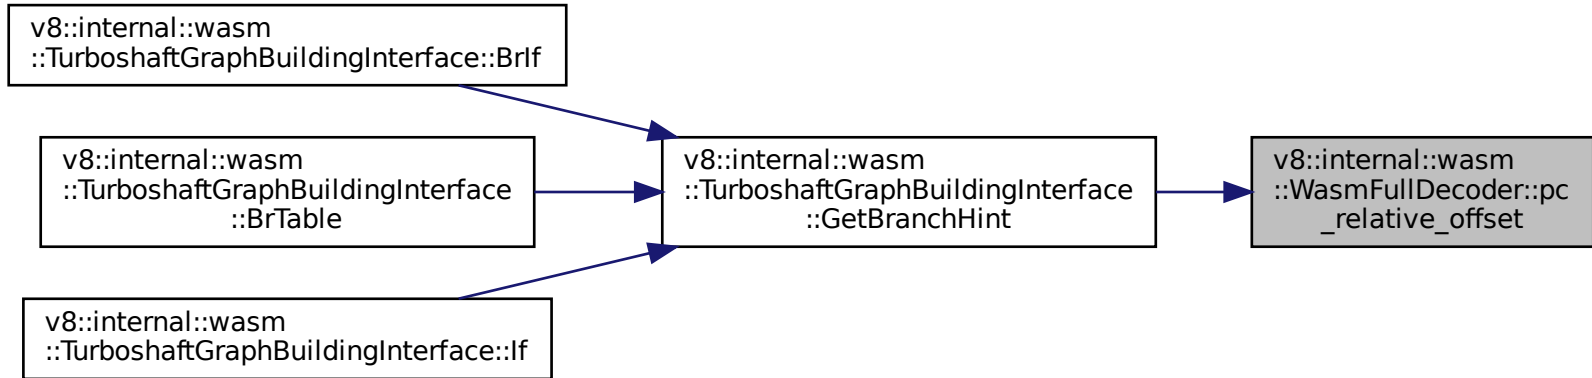 v8::internal::wasm
::TurboshaftGraphBuildingInterface::BrIf
v8::internal::wasm
::TurboshaftGraphBuildingInterface
::BrTable
v8::internal::wasm
::TurboshaftGraphBuildingInterface::If
v8::internal::wasm
::TurboshaftGraphBuildingInterface
::GetBranchHint
v8::internal::wasm
::WasmFullDecoder::pc
_relative_offset